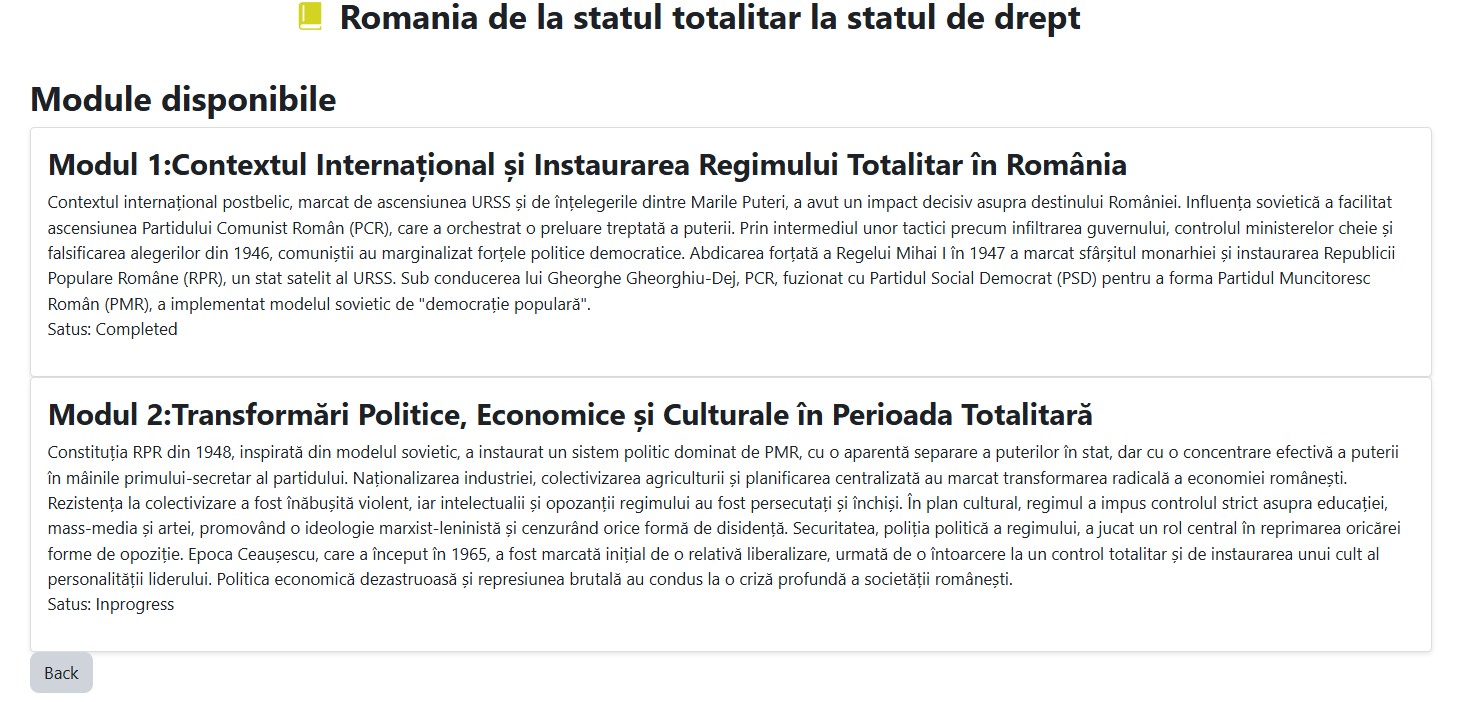 Romania de la statul totalitar la statul de drept
Module disponibile
Modul 1:Contextul Internațional și Instaurarea Regimului Totalitar în România
Contextul internațional postbelic, marcat de ascensiunea URSS și de înțelegerile dintre Marile Puteri, a avut un impact decisiv asupra destinului României. Influența sovietică a facilitat
ascensiunea Partidului Comunist Român (PCR), care a orchestrat o preluare treptată a puterii. Prin intermediul unor tactici precum infiltrarea guvernului, controlul ministerelor cheie și
falsificarea alegerilor din 1946, comuniștii au marginalizat forțele politice democratice. Abdicarea forțată a Regelui Mihai I în 1947 a marcat sfârșitul monarhiei și instaurarea Republicii
Populare Române (RPR), un stat satelit al URSS. Sub conducerea lui Gheorghe Gheorghiu-Dej, PCR, fuzionat cu Partidul Social Democrat (PSD) pentru a forma Partidul Muncitoresc
Român (PMR), a implementat modelul sovietic de "democrație populară".
Satus: Completed
Modul 2:Transformări Politice, Economice și Culturale în Perioada Totalitară
Constituția RPR din 1948, inspirată din modelul sovietic, a instaurat un sistem politic dominat de PMR, cu o aparentă separare a puterilor în stat, dar cu o concentrare efectivă a puterii
în mâinile primului-secretar al partidului. Naționalizarea industriei, colectivizarea agriculturii și planificarea centralizată au marcat transformarea radicală a economiei românești.
Rezistența la colectivizare a fost înăbușită violent, iar intelectualii și opozanții regimului au fost persecutați și închiși. În plan cultural, regimul a impus controlul strict asupra educației,
mass-media și artei, promovând o ideologie marxist-leninistă și cenzurând orice formă de disidență. Securitatea, poliția politică a regimului, a jucat un rol central în reprimarea oricărei
forme de opoziție. Epoca Ceaușescu, care a început în 1965, a fost marcată inițial de o relativă liberalizare, urmată de o întoarcere la un control totalitar și de instaurarea unui cult al
personalității liderului. Politica economică dezastruoasă și represiunea brutală au condus la o criză profundă a societății românești.
Satus: Inprogress
Back